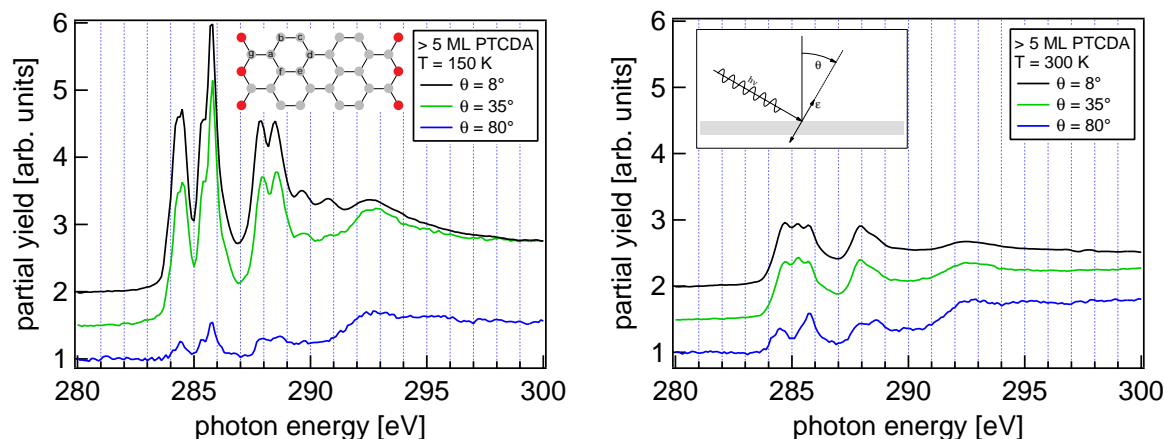 6
5
4
3
2
1
partial yield [arb. units]
280
285
290
295
300
photon energy [eV]
b c
g a d
f e
> 5 ML PTCDA
T = 150 K
θ = 8°
θ = 35°
θ = 80°
6
5
4
3
2
1
partial yield [arb. units]
280
285
290
295
300
photon energy [eV]
hν
θ
ε
> 5 ML PTCDA
T = 300 K
θ = 8°
θ = 35°
θ = 80°